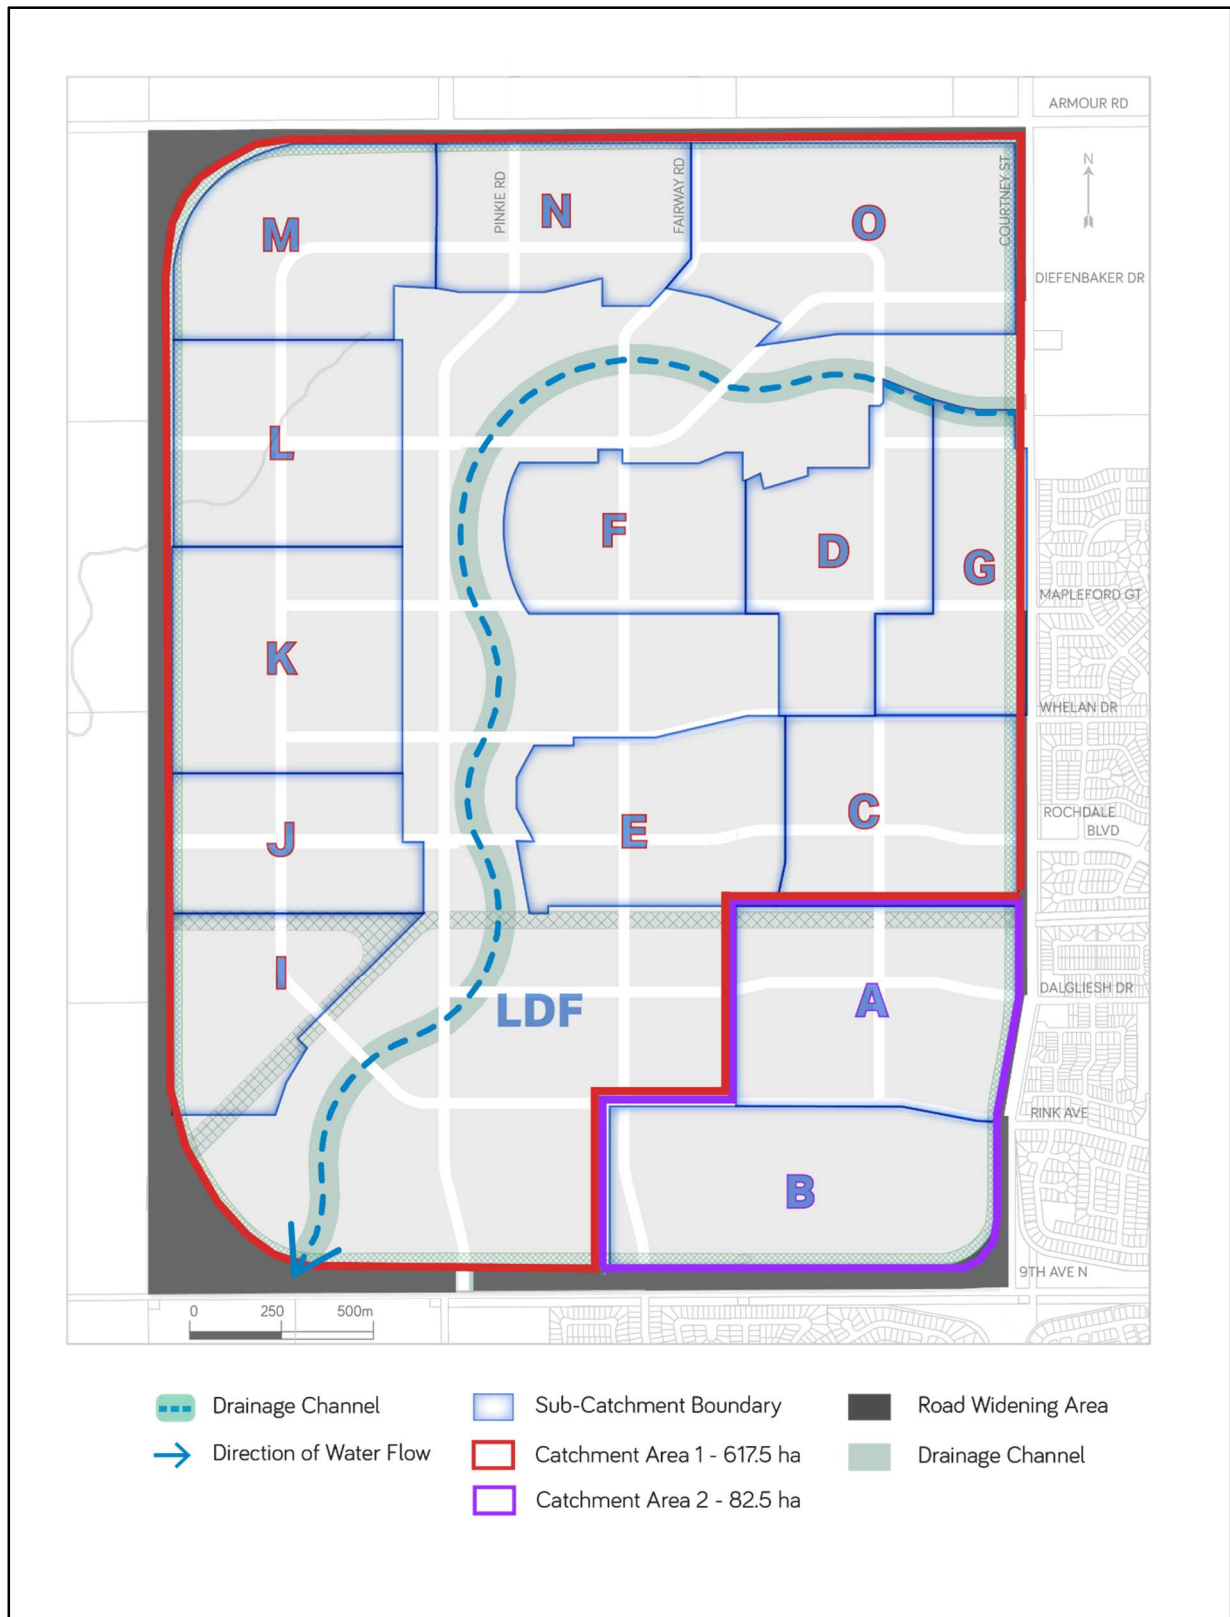 ARMOUR RD
N
PINKIE RD
FAIRWAY RD
COURTNEY ST
M
N
O
DIEFENBAKER DR
L
F
D
G
MAPLEFORD GT
K
WHELAN DR
E
C
ROCHDALE
BLVD
J
I
LDF
A
DALGLIESH DR
RINK AVE
B
9TH AVE N
0 250 500m
Drainage Channel
Sub-Catchment Boundary
Road Widening Area
Direction of Water Flow
Catchment Area 1 - 617.5 ha
Drainage Channel
Catchment Area 2 - 82.5 ha